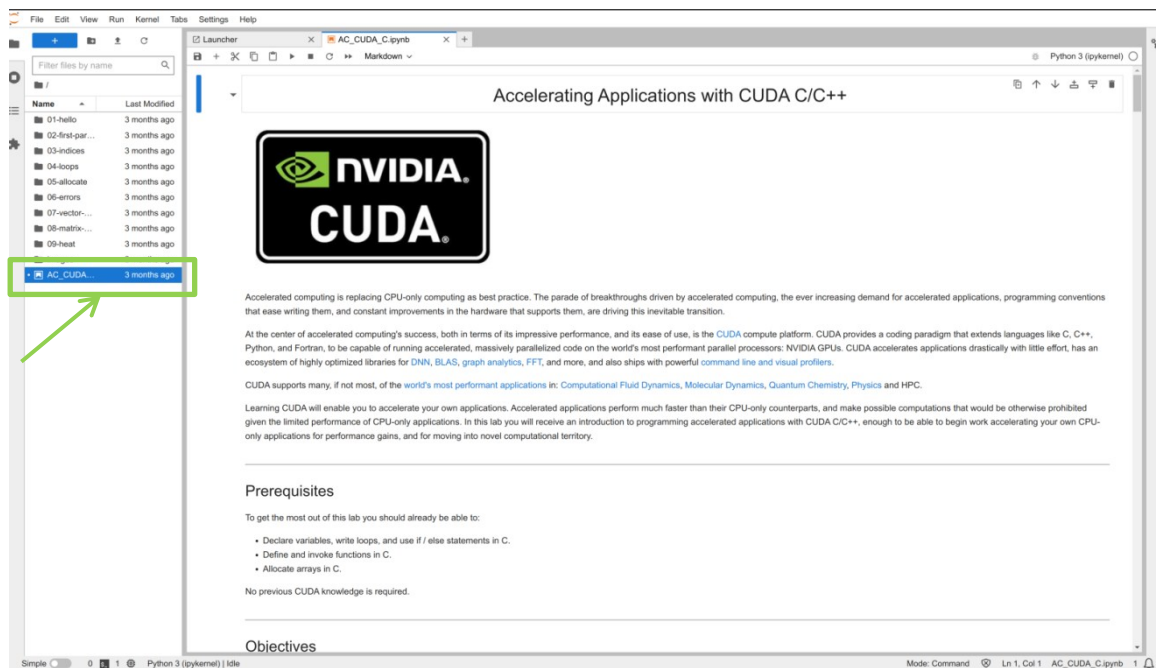 File Edit View Run Kernel Tabs Settings Help
Launcher
AC_CUDA_C.ipynb
Markdown
Python 3 (ipykernel)
Filter files by name
/
Name Last Modified
01-hello 3 months ago
02-first-par... 3 months ago
03-indices 3 months ago
04-loops 3 months ago
05-allocate 3 months ago
06-errors 3 months ago
07-vector-... 3 months ago
08-matrix-... 3 months ago
09-heat 3 months ago
AC_CUDA... 3 months ago
Accelerating Applications with CUDA C/C++
NVIDIA.
CUDA.
Accelerated computing is replacing CPU-only computing as best practice. The parade of breakthroughs driven by accelerated computing, the ever increasing demand for accelerated applications, programming conventions
that ease writing them, and constant improvements in the hardware that supports them, are driving this inevitable transition.
At the center of accelerated computing's success, both in terms of its impressive performance, and its ease of use, is the CUDA compute platform. CUDA provides a coding paradigm that extends languages like C, C++,
Python, and Fortran, to be capable of running accelerated, massively parallelized code on the world's most performant parallel processors: NVIDIA GPUs. CUDA accelerates applications drastically with little effort, has an
ecosystem of highly optimized libraries for DNN, BLAS, graph analytics, FFT, and more, and also ships with powerful command line and visual profilers.
CUDA supports many, if not most, of the world's most performant applications in: Computational Fluid Dynamics, Molecular Dynamics, Quantum Chemistry, Physics and HPC.
Learning CUDA will enable you to accelerate your own applications. Accelerated applications perform much faster than their CPU-only counterparts, and make possible computations that would be otherwise prohibited
given the limited performance of CPU-only applications. In this lab you will receive an introduction to programming accelerated applications with CUDA C/C++, enough to be able to begin work accelerating your own CPU-
only applications for performance gains, and for moving into novel computational territory.
Prerequisites
To get the most out of this lab you should already be able to:
• Declare variables, write loops, and use if / else statements in C.
• Define and invoke functions in C.
• Allocate arrays in C.
No previous CUDA knowledge is required.
Objectives
Simple 0 1 Python 3 (ipykernel) | Idle Mode: Command Ln 1, Col 1 AC_CUDA_C.ipynb 1